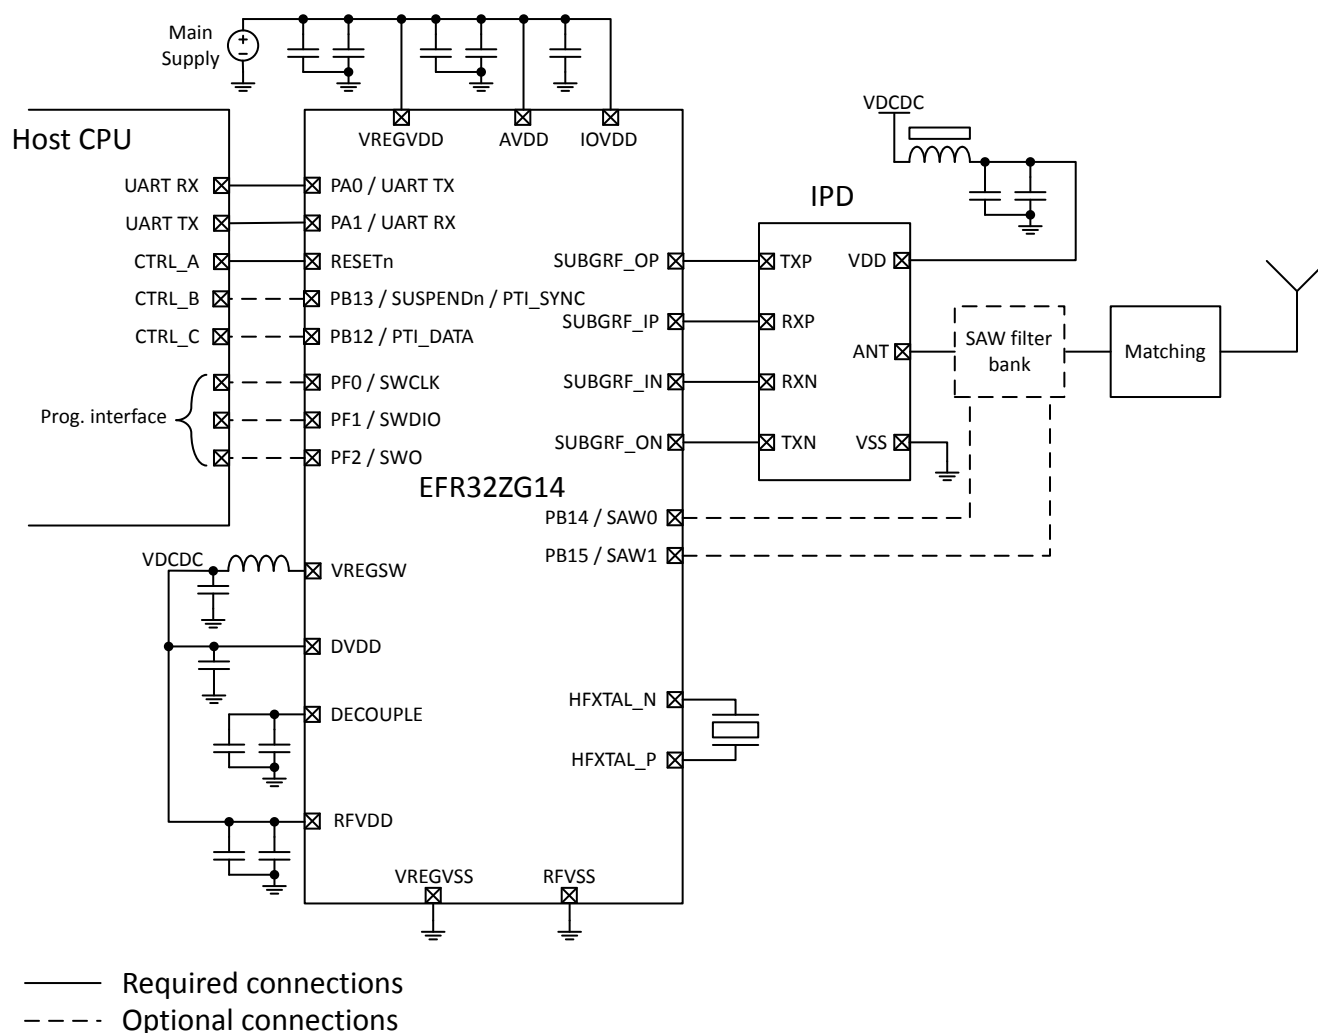 Main
Supply
+
−
VDCDC
Host CPU
VREGVDD
AVDD
IOVDD
UART RX
PA0 / UART TX
IPD
UART TX
PA1 / UART RX
CTRL_A
RESETn
SUBGRF_OP
TXP
VDD
CTRL_B
PB13 / SUSPENDn / PTI_SYNC
SUBGRF_IP
RXP
CTRL_C
PB12 / PTI_DATA
ANT
SAW filter
bank
Matching
PF0 / SWCLK
SUBGRF_IN
RXN
Prog. interface
PF1 / SWDIO
SUBGRF_ON
TXN
VSS
PF2 / SWO
EFR32ZG14
PB14 / SAW0
PB15 / SAW1
VDCDC
VREGSW
DVDD
HFXTAL_N
DECOUPLE
HFXTAL_P
RFVDD
VREGVSS
RFVSS
Required connections
Optional connections